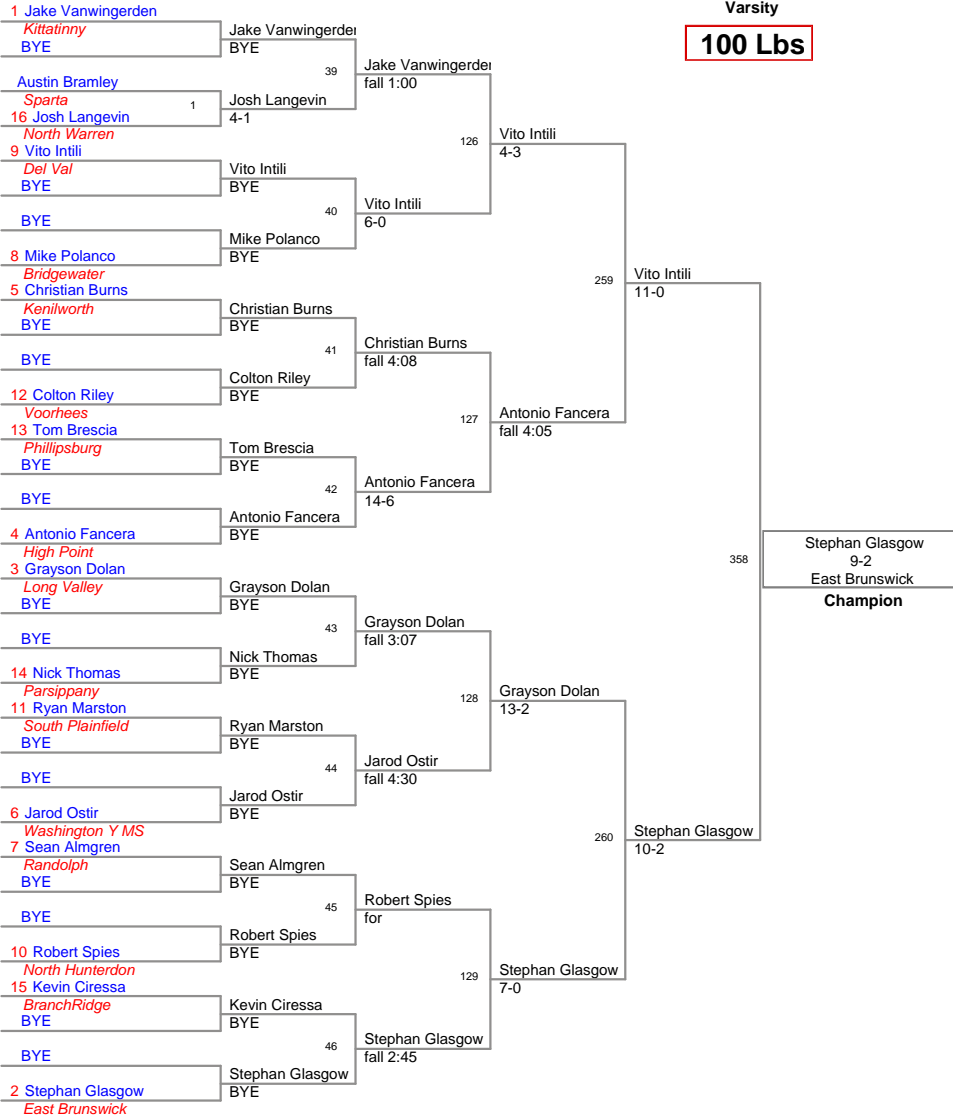 Varsity
100 Lbs
1 Jake Vanwingerden
Kittatinny
BYE
Austin Bramley
Sparta
16 Josh Langevin
North Warren
9 Vito Intili
Del Val
BYE
BYE
8 Mike Polanco
Bridgewater
5 Christian Burns
Kenilworth
BYE
BYE
12 Colton Riley
Voorhees
13 Tom Brescia
Phillipsburg
BYE
BYE
4 Antonio Fancera
High Point
3 Grayson Dolan
Long Valley
BYE
BYE
14 Nick Thomas
Parsippany
11 Ryan Marston
South Plainfield
BYE
BYE
6 Jarod Ostir
Washington Y MS
7 Sean Almgren
Randolph
BYE
BYE
10 Robert Spies
North Hunterdon
15 Kevin Ciressa
BranchRidge
BYE
BYE
2 Stephan Glasgow
East Brunswick
1
Jake Vanwingerder
BYE
Josh Langevin
4-1
Vito Intili
BYE
Mike Polanco
BYE
Christian Burns
BYE
Colton Riley
BYE
Tom Brescia
BYE
Antonio Fancera
BYE
Grayson Dolan
BYE
Nick Thomas
BYE
Ryan Marston
BYE
Jarod Ostir
BYE
Sean Almgren
BYE
Robert Spies
BYE
Kevin Ciressa
BYE
Stephan Glasgow
BYE
39
Jake Vanwingerder
fall 1:00
40
Vito Intili
6-0
41
Christian Burns
fall 4:08
42
Antonio Fancera
14-6
43
Grayson Dolan
fall 3:07
44
Jarod Ostir
fall 4:30
45
Robert Spies
for
46
Stephan Glasgow
fall 2:45
126
Vito Intili
4-3
127
Antonio Fancera
fall 4:05
128
Grayson Dolan
13-2
129
Stephan Glasgow
7-0
259
Vito Intili
11-0
260
Stephan Glasgow
10-2
358
Stephan Glasgow
9-2
East Brunswick
Champion